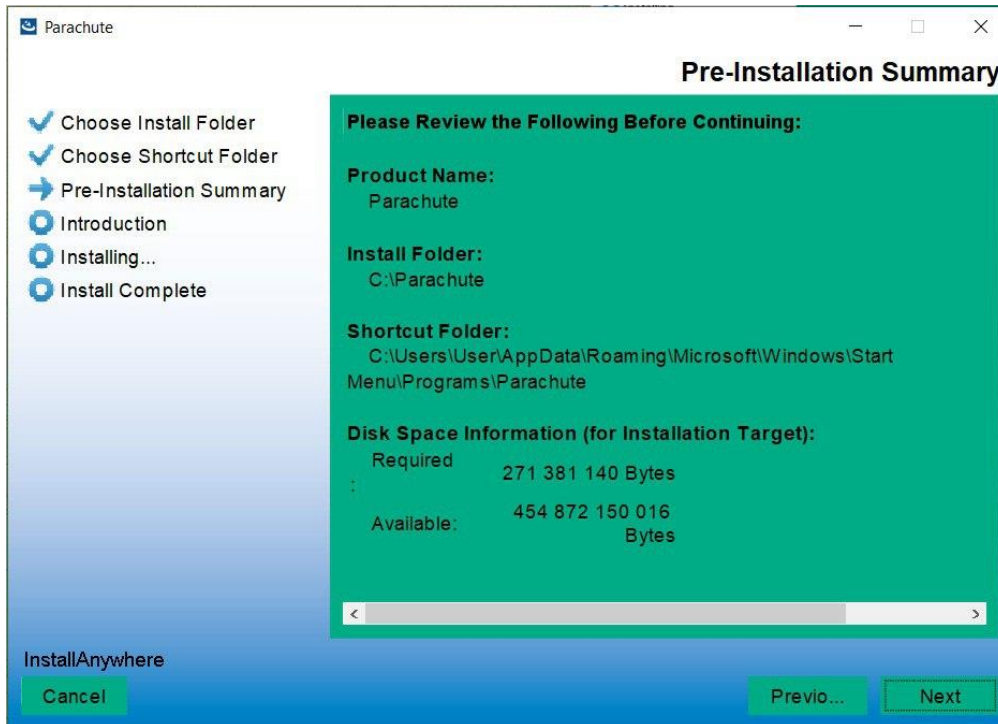 Parachute
Pre-Installation Summary
Choose Install Folder
Choose Shortcut Folder
Pre-Installation Summary
Introduction
Installing...
Install Complete
Please Review the Following Before Continuing:
Product Name:
Parachute
Install Folder:
C:\Parachute
Shortcut Folder:
C:\Users\User\AppData\Roaming\Microsoft\Windows\Start
Menu\Programs\Parachute
Disk Space Information (for Installation Target):
Required
: 271 381 140 Bytes
Available: 454 872 150 016
Bytes
InstallAnywhere
Cancel
Previo...
Next